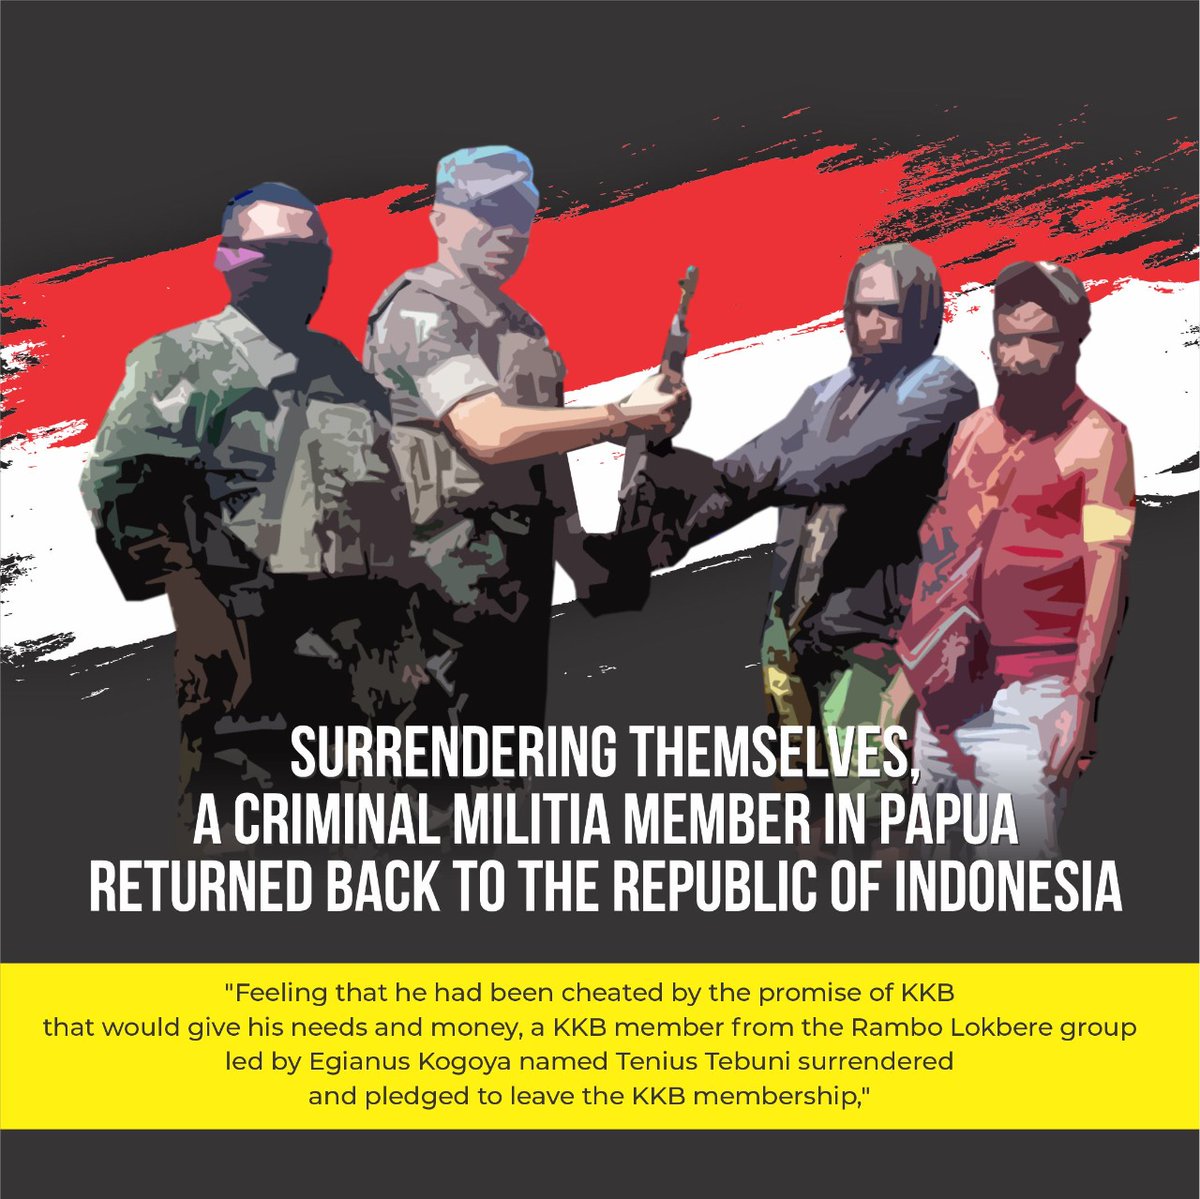 SURRENDERING THEMSELVES,
A CRIMINAL MILITIA MEMBER IN PAPUA
RETURNED BACK TO THE REPUBLIC OF INDONESIA
"Feeling that he had been cheated by the promise of KKB
that would give his needs and money, a KKB member from the Rambo Lokbere group
led by Egianus Kogoya named Tenius Tebuni surrendered
and pledged to leave the KKB membership,"